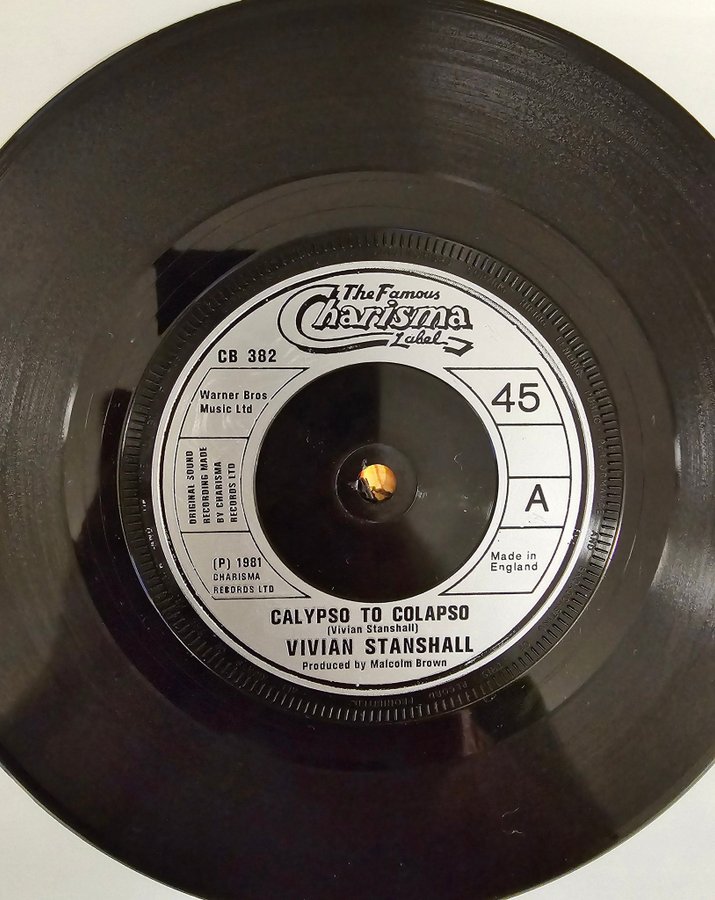 The Famous
Charisma
Label
CB 382
Warner Bros
Music Ltd
45
ORIGINAL SOUND
RECORDING MADE
BY CHARISMA
RECORDS LTD
A
(P) 1981
CHARISMA
RECORDS LTD
Made in
England
CALYPSO TO COLAPSO
(Vivian Stanshall)
VIVIAN STANSHALL
Produced by Malcolm Brown